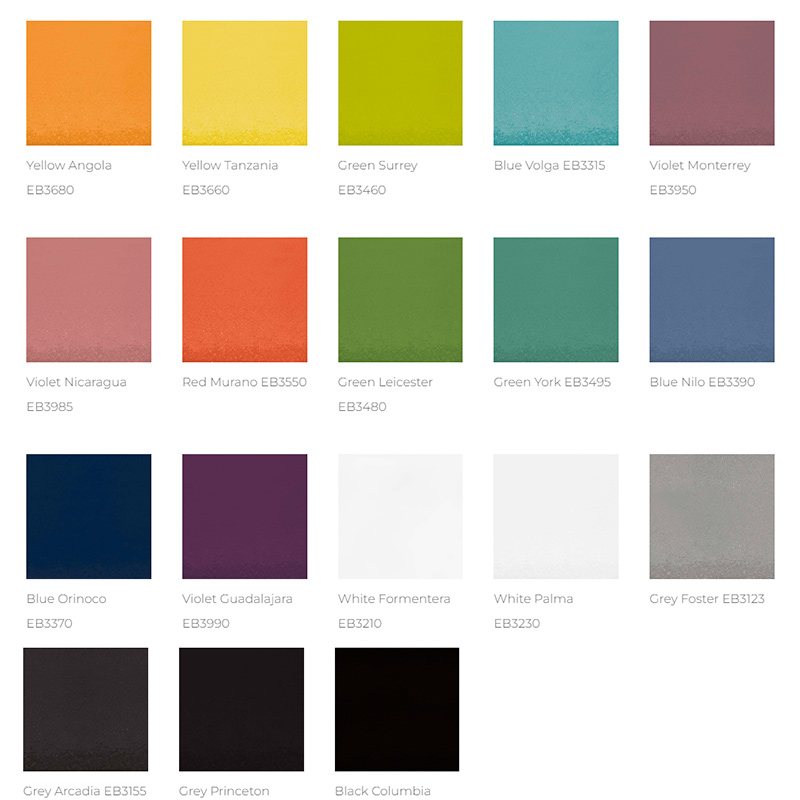 Yellow Angola
EB3680
Yellow Tanzania
EB3660
Green Surrey
EB3460
Blue Volga EB3315
Violet Monterrey
EB3950
Violet Nicaragua
EB3985
Red Murano EB3550
Green Leicester
EB3480
Green York EB3495
Blue Nilo EB3390
Blue Orinoco
EB3370
Violet Guadalajara
EB3990
White Formentera
EB3210
White Palma
EB3230
Grey Foster EB3123
Grey Arcadia EB3155
Grey Princeton
Black Columbia